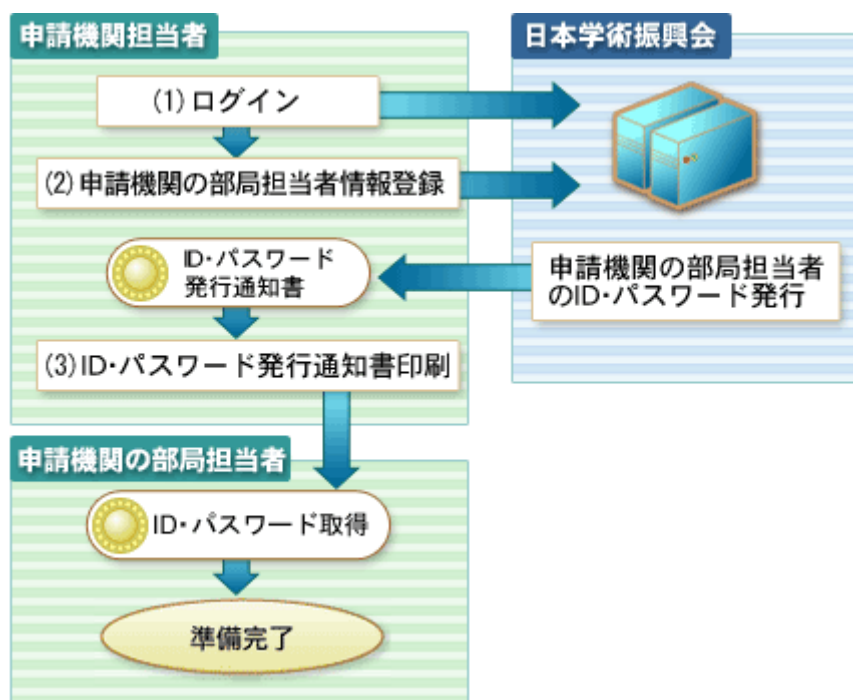 申請機関担当者
(1)ログイン
(2)申請機関の部局担当者情報登録
ID・パスワード
発行通知書
(3)ID・パスワード発行通知書印刷
日本学術振興会
申請機関の部局担当者
のID・パスワード発行
申請機関の部局担当者
ID・パスワード取得
準備完了